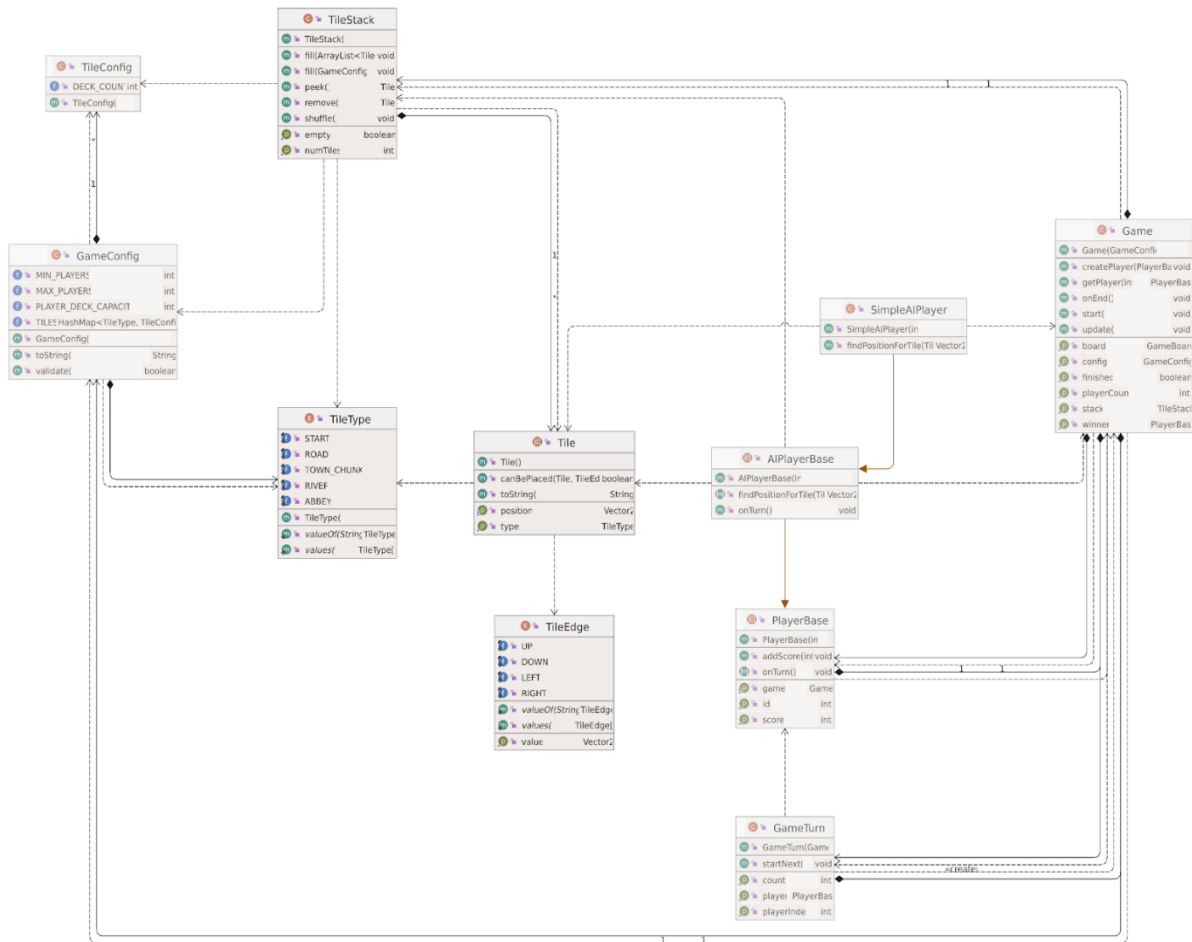 TileStack
TileStack(
fill(ArrayList<Tile void
fill(GameConfig void
peek( Tile
remove( Tile
shuffle( void
empty boolean
numTiles int
TileConfig
DECK_COUNT int
TileConfig(
1 1
*
1
GameConfig
MIN_PLAYERS int
MAX_PLAYERS int
PLAYER_DECK_CAPACIT int
TILES HashMap<TileType, TileConfi
GameConfig(
toString( String
validate( boolean
Game
Game(GameConfi
createPlayer(PlayerBa void
getPlayer(in PlayerBas
onEnd() void
start( void
update( void
board GameBoar
config GameConfig
finished boolean
playerCoun int
stack TileStack
winner PlayerBas
1
*
SimpleAIPlayer
SimpleAIPlayer(in
findPositionForTile(Til Vector2
TileType
START
ROAD
TOWN_CHUNK
RIVER
ABBEY
TileType(
valueOf(String TileType
values( TileType[
Tile
Tile()
canBePlaced(Tile, TileEd boolean
toString( String
position Vector2
type TileType
AIPlayerBase
AIPlayerBase(in
findPositionForTile(Til Vector2
onTurn() void
TileEdge
UP
DOWN
LEFT
RIGHT
valueOf(String TileEdge
values( TileEdge[
value Vector2
PlayerBase
PlayerBase(in
addScore(int void
onTurn() void
game Game
id int
score int
1 1
GameTurn
GameTurn(Game
startNext( void
count int
player PlayerBas
playerInde int
«create»
1 1